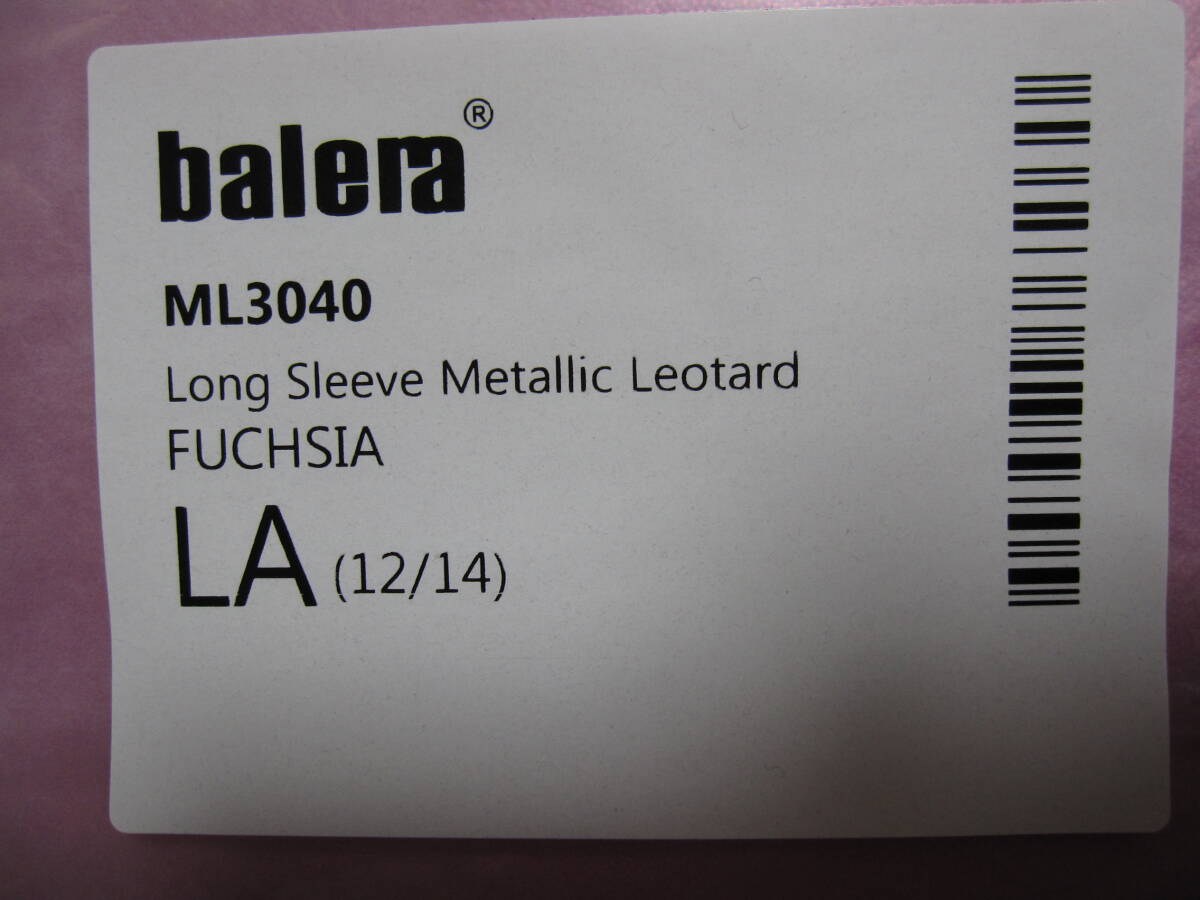 balera®
ML3040
Long Sleeve Metallic Leotard
FUCHSIA
LA (12/14)